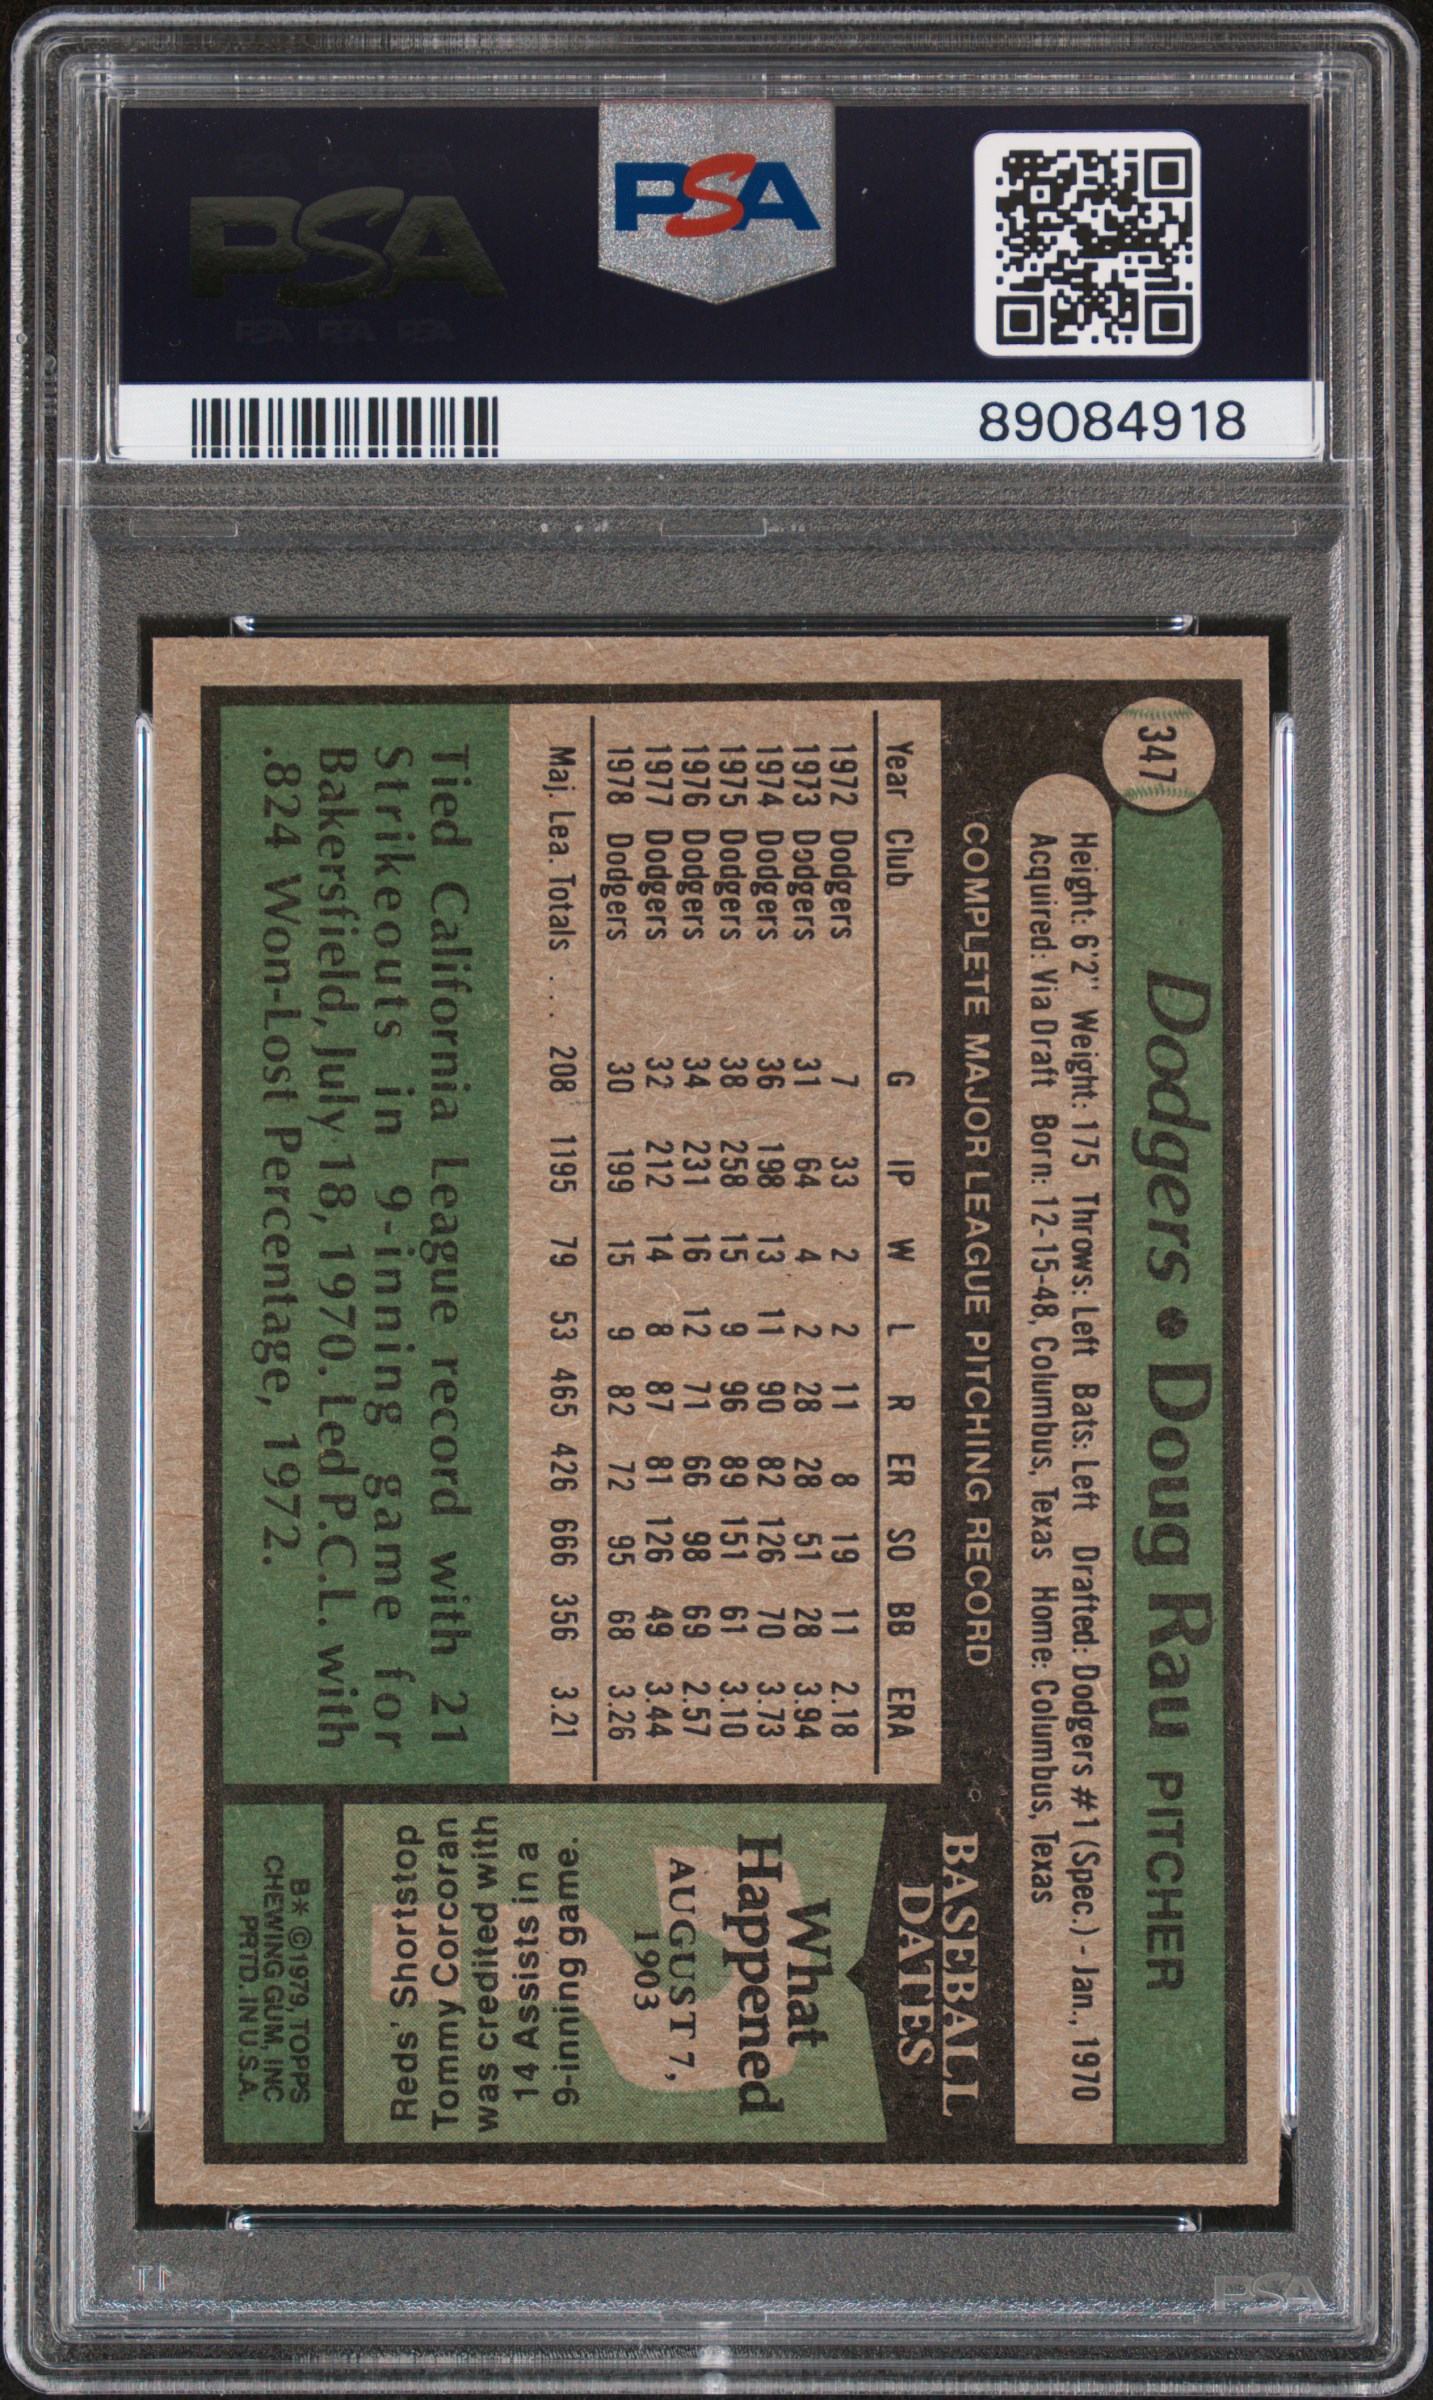 PSA
PSA
89084918
347
Dodgers • Doug Rau PITCHER
Height: 6'2" Weight: 175 Throws: Left Bats: Left Drafted: Dodgers #1 (Spec.) - Jan., 1970
Acquired: Via Draft Born: 12-15-48, Columbus, Texas Home: Columbus, Texas
COMPLETE MAJOR LEAGUE PITCHING RECORD
Year Club G IP W L R ER SO BB ERA
1972 Dodgers 7 33 2 2 11 8 19 11 2.18
1973 Dodgers 31 64 4 2 28 28 51 28 3.94
1974 Dodgers 36 198 13 11 90 82 126 70 3.73
1975 Dodgers 38 258 15 9 96 89 151 61 3.10
1976 Dodgers 34 231 16 12 71 66 98 69 2.57
1977 Dodgers 32 212 14 8 87 81 126 49 3.44
1978 Dodgers 30 199 15 9 82 72 95 68 3.26
Maj. Lea. Totals ... 208 1195 79 53 465 426 666 356 3.21
Tied California League record with 21
Strikeouts in 9-inning game for
Bakersfield, July 18, 1970. Led P.C.L. with
.824 Won-Lost Percentage, 1972.
BASEBALL
DATES
What
Happened
AUGUST 7,
1903
Reds' Shortstop
Tommy Corcoran
was credited with
14 Assists in a
9-inning game.
B* ©1979, TOPPS
CHEWING GUM, INC
PRTD. IN U.S.A.
PSA